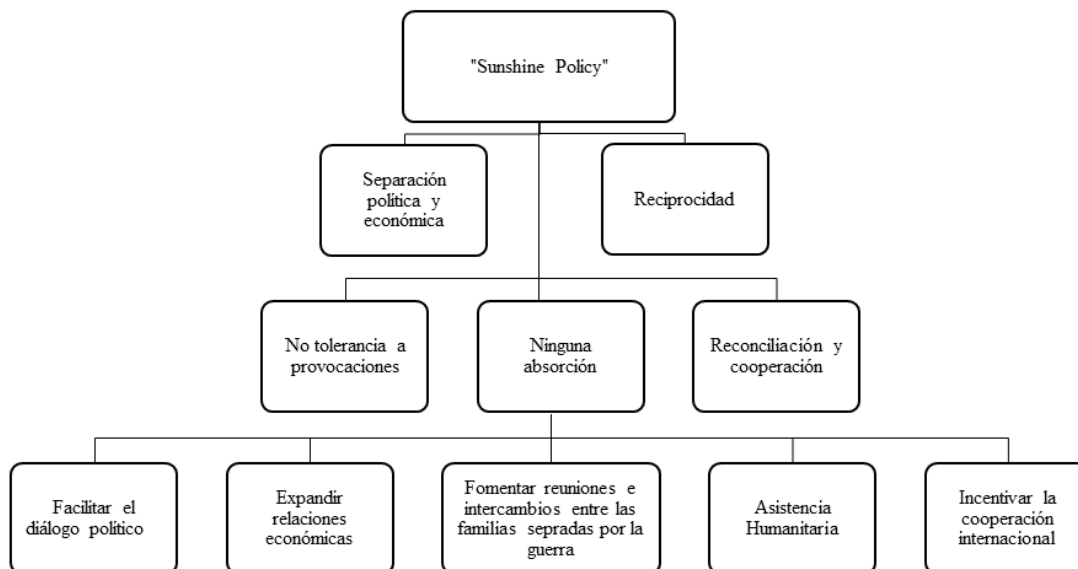 "Sunshine Policy"
Separación
política y
económica
Reciprocidad
No tolerancia a
provocaciones
Ninguna
absorción
Reconciliación y
cooperación
Facilitar el
diálogo político
Expandir
relaciones
económicas
Fomentar reuniones e
intercambios entre las
familias sepradas por la
guerra
Asistencia
Humanitaria
Incentivar la
cooperación
internacional